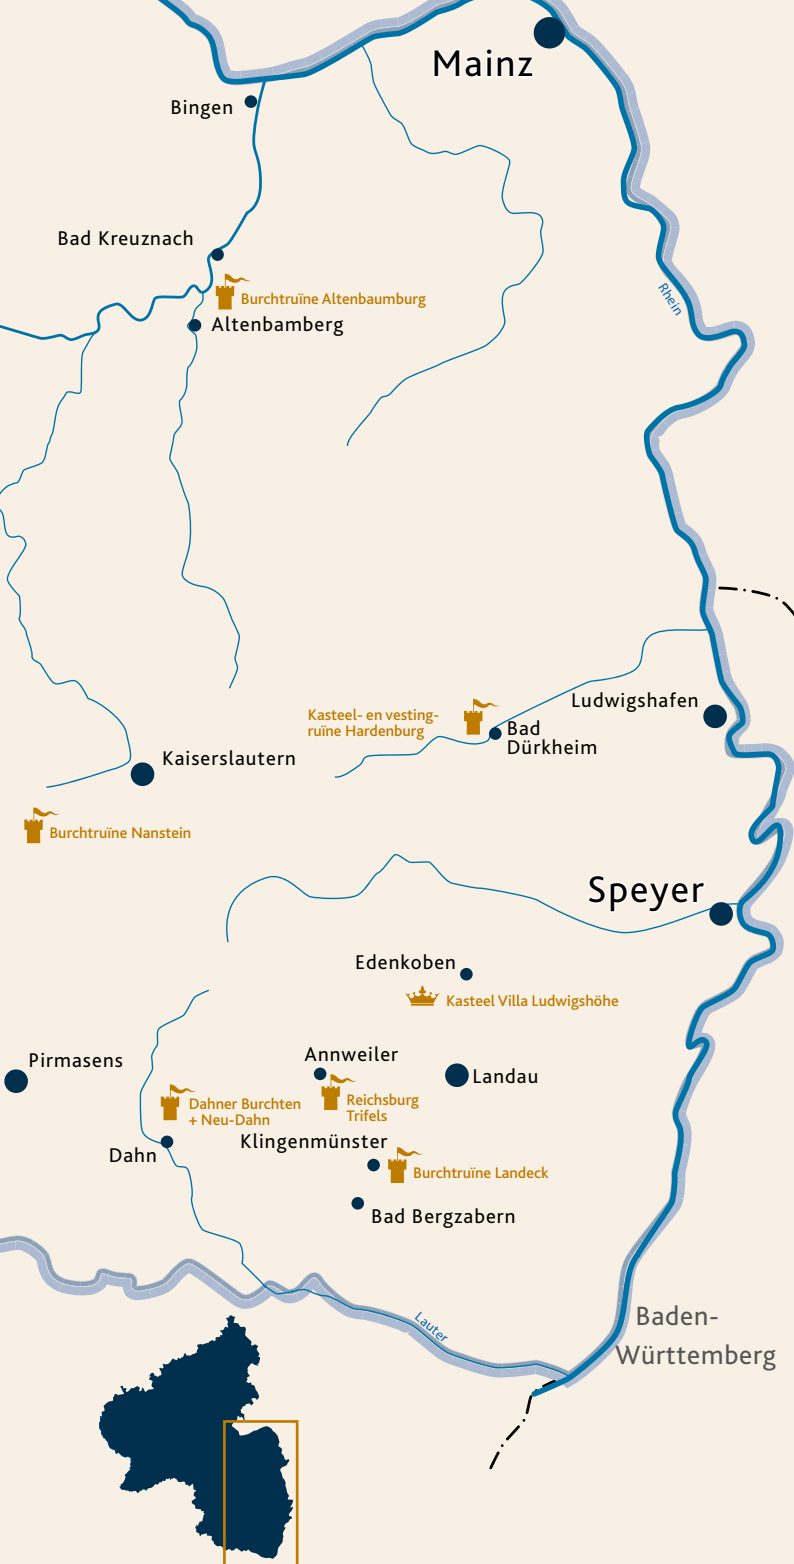 Mainz
Bingen
Bad Kreuznach
Burchtruïne Altenbaumburg
Rhein
Altenbamberg
Ludwigshafen
Kasteel- en vesting-
ruïne Hardenburg
Bad
Dürkheim
Kaiserslautern
Burchtruïne Nanstein
Speyer
Edenkoben
Kasteel Villa Ludwigshöhe
Annweiler
Pirmasens
Landau
Reichsburg
Trifels
Dahner Burchten
+ Neu-Dahn
Klingenmünster
Dahn
Burchtruïne Landeck
Bad Bergzabern
Lauter
Baden-
Württemberg